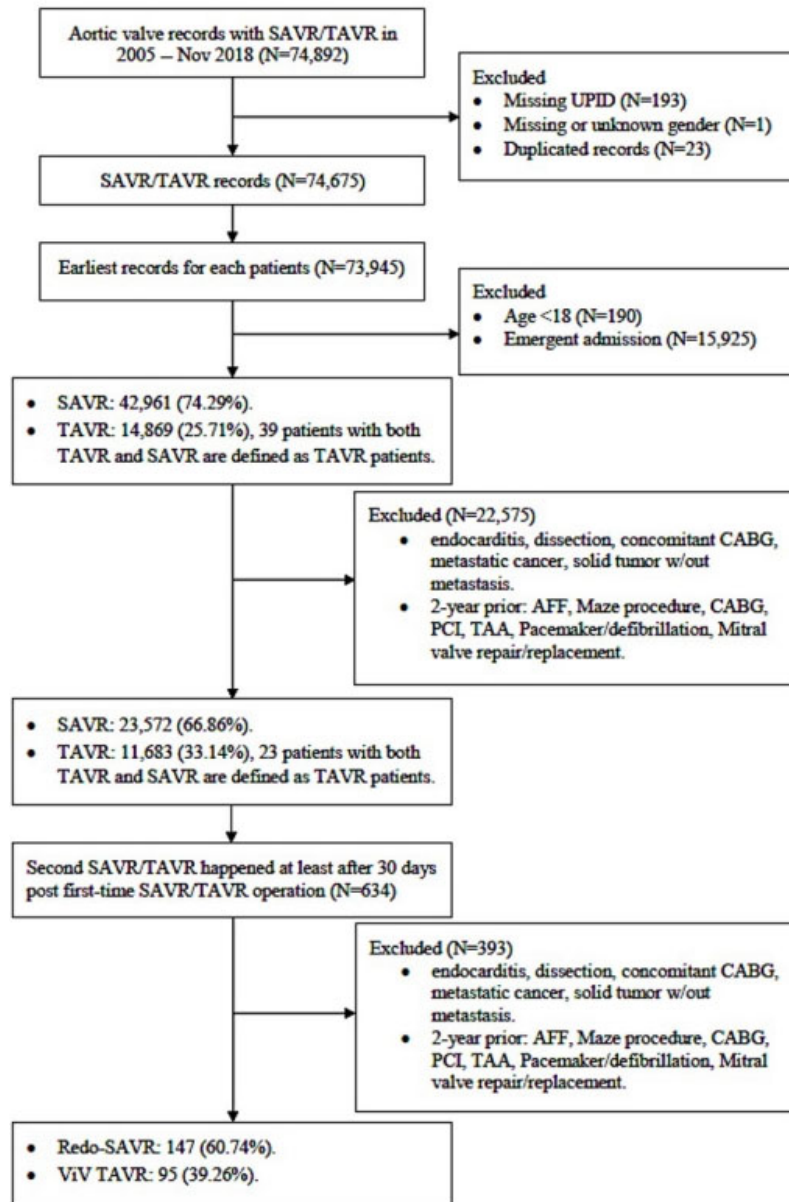 Aortic valve records with SAVR/TAVR in
2005 – Nov 2018 (N=74,892)
Excluded
• Missing UPID (N=193)
• Missing or unknown gender (N=1)
• Duplicated records (N=23)
SAVR/TAVR records (N=74,675)
Earliest records for each patients (N=73,945)
Excluded
• Age <18 (N=190)
• Emergent admission (N=15,925)
• SAVR: 42,961 (74.29%).
• TAVR: 14,869 (25.71%), 39 patients with both
TAVR and SAVR are defined as TAVR patients.
Excluded (N=22,575)
• endocarditis, dissection, concomitant CABG,
metastatic cancer, solid tumor w/out
metastasis.
• 2-year prior: AFF, Maze procedure, CABG,
PCI, TAA, Pacemaker/defibrillation, Mitral
valve repair/replacement.
• SAVR: 23,572 (66.86%).
• TAVR: 11,683 (33.14%), 23 patients with both
TAVR and SAVR are defined as TAVR patients.
Second SAVR/TAVR happened at least after 30 days
post first-time SAVR/TAVR operation (N=634)
Excluded (N=393)
• endocarditis, dissection, concomitant CABG,
metastatic cancer, solid tumor w/out
metastasis.
• 2-year prior: AFF, Maze procedure, CABG,
PCI, TAA, Pacemaker/defibrillation, Mitral
valve repair/replacement.
• Redo-SAVR: 147 (60.74%).
• ViV TAVR: 95 (39.26%).